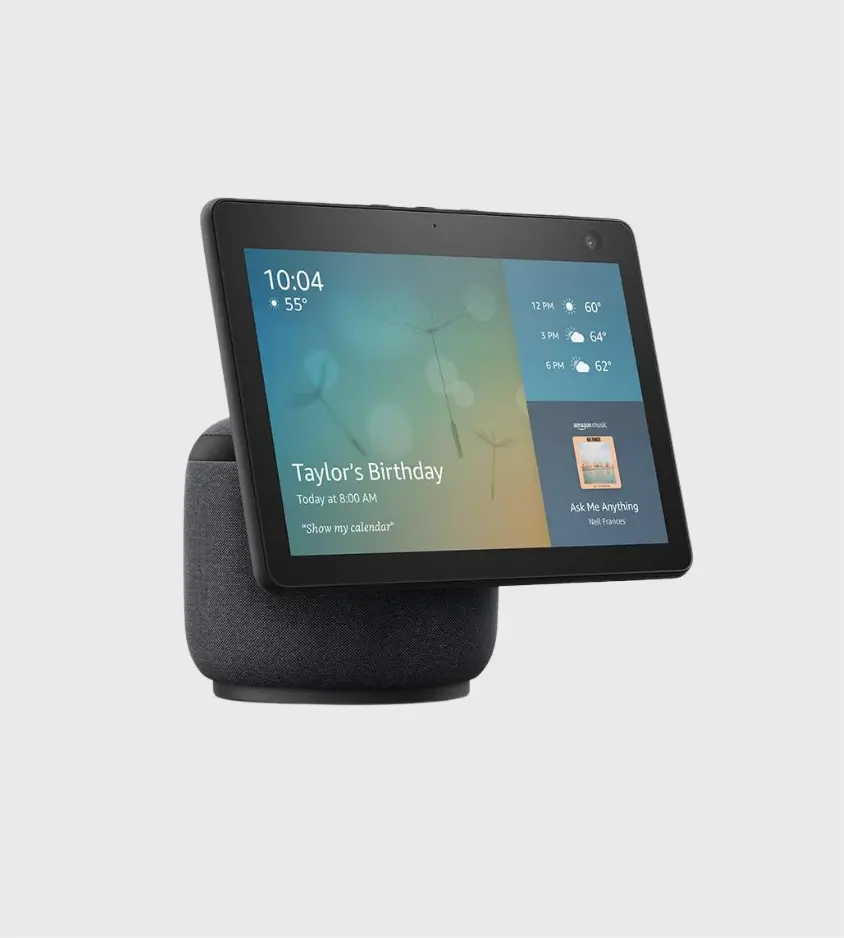 10:04
55°
Taylor's Birthday
Today at 8:00 AM
"Show my calendar"
12 PM 60°
3 PM 64°
6 PM 62°
amazon music
Ask Me Anything
Neil Frances